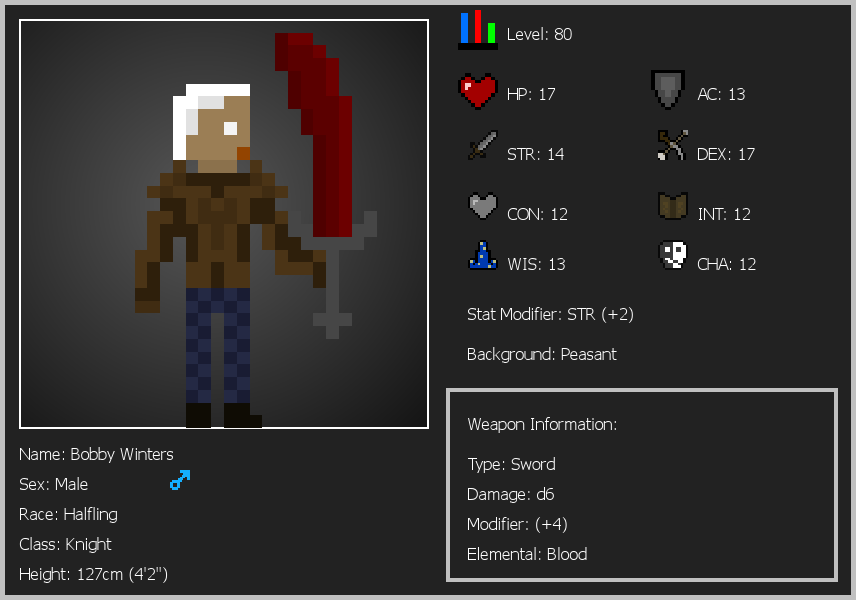 Level: 80
HP: 17
AC: 13
STR: 14
DEX: 17
CON: 12
INT: 12
WIS: 13
CHA: 12
Stat Modifier: STR (+2)
Background: Peasant
Weapon Information:
Type: Sword
Damage: d6
Modifier: (+4)
Elemental: Blood
Name: Bobby Winters
Sex: Male
Race: Halfling
Class: Knight
Height: 127cm (4'2")